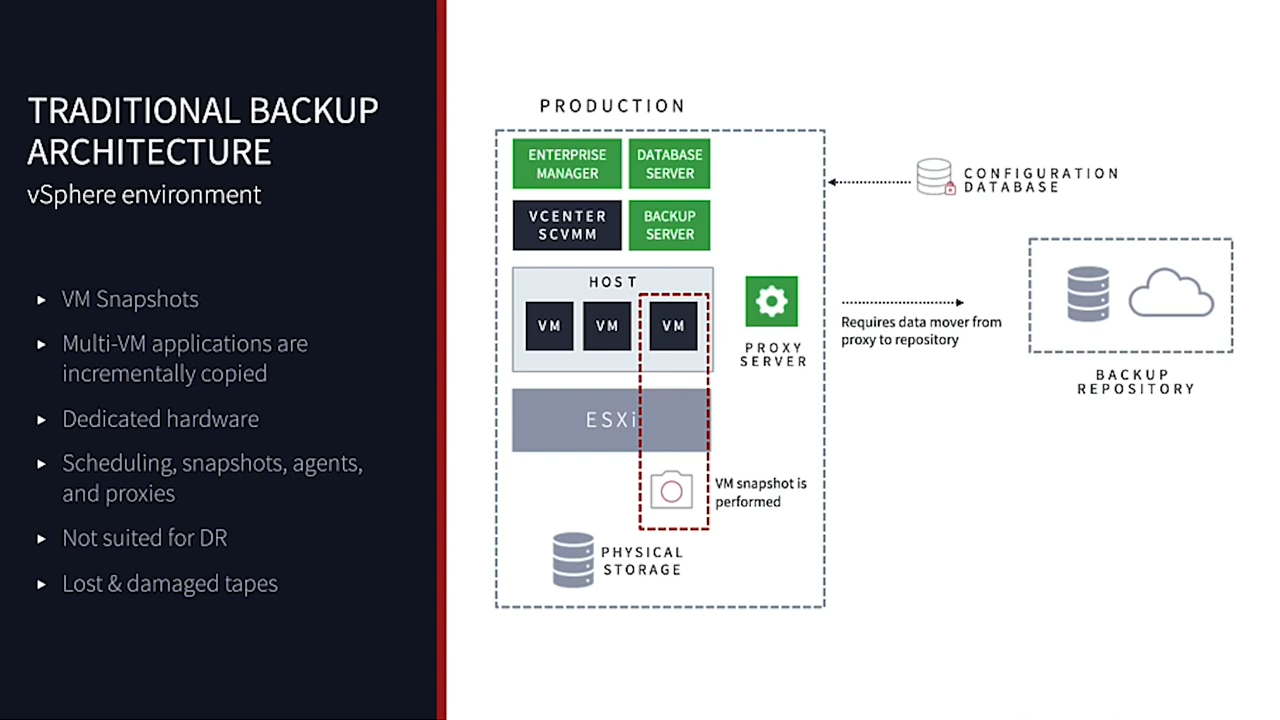 TRADITIONAL BACKUP
ARCHITECTURE
vSphere environment
VM Snapshots
Multi-VM applications are
incrementally copied
Dedicated hardware
Scheduling, snapshots, agents,
and proxies
Not suited for DR
Lost & damaged tapes
PRODUCTION
ENTERPRISE
MANAGER
DATABASE
SERVER
VCENTER
SCVMM
BACKUP
SERVER
HOST
VM
VM
VM
PROXY
SERVER
ESXi
VM snapshot is
performed
PHYSICAL
STORAGE
CONFIGURATION
DATABASE
Requires data mover from
proxy to repository
BACKUP
REPOSITORY